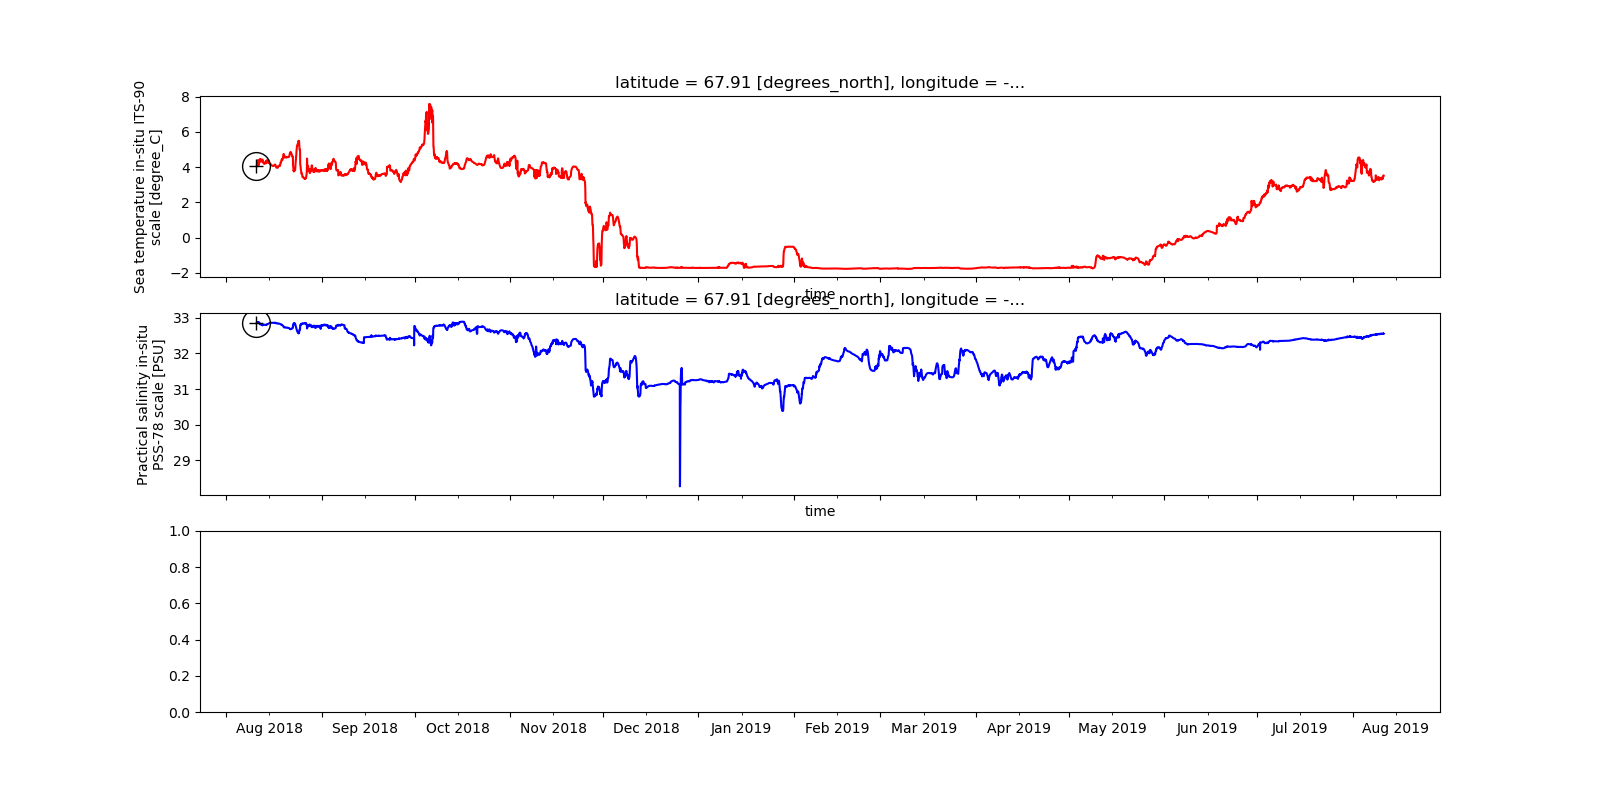 latitude = 67.91 [degrees_north], longitude = -...
Sea temperature in-situ ITS-90
scale [degree_C]
8
6
4
2
0
−2
time
latitude = 67.91 [degrees_north], longitude = -...
Practical salinity in-situ
PSS-78 scale [PSU]
33
32
31
30
29
time
1.0
0.8
0.6
0.4
0.2
0.0
Aug 2018 Sep 2018 Oct 2018 Nov 2018 Dec 2018 Jan 2019 Feb 2019 Mar 2019 Apr 2019 May 2019 Jun 2019 Jul 2019 Aug 2019